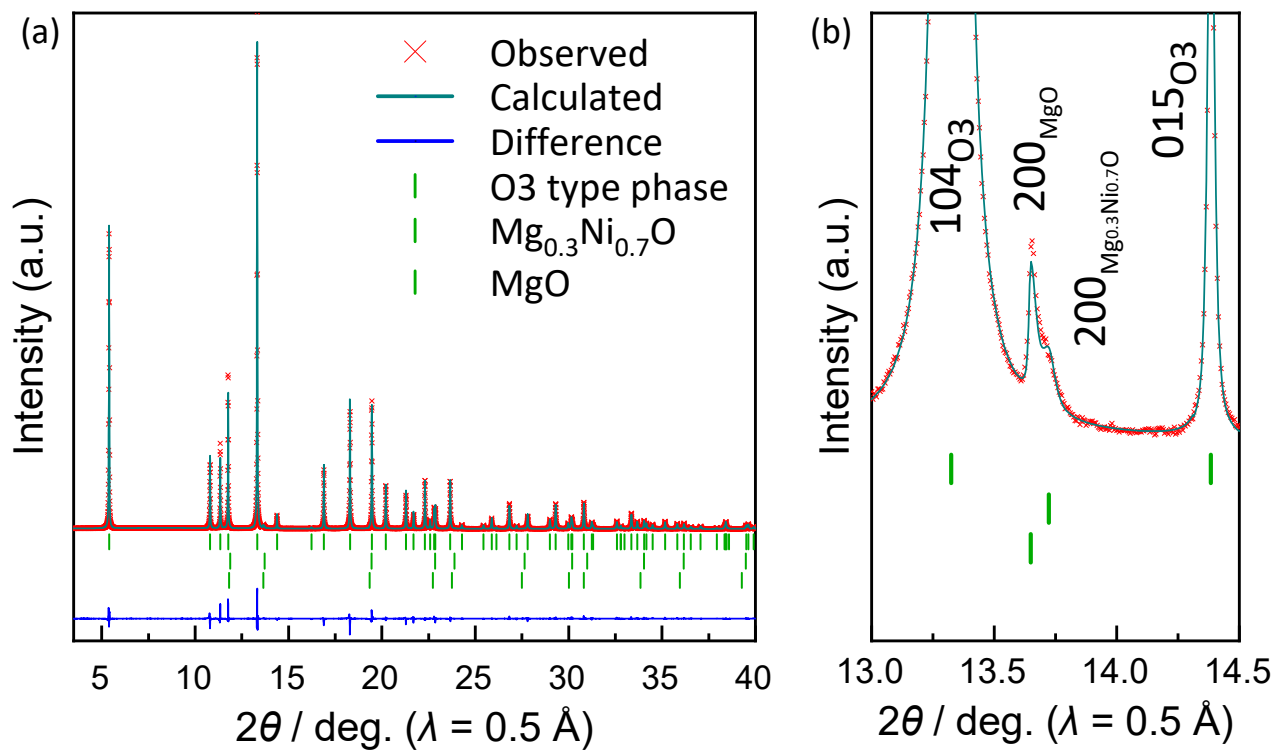 (a)
Observed
Calculated
Difference
O3 type phase
Mg0.3Ni0.7O
MgO
Intensity (a.u.)
5 10 15 20 25 30 35 40
2θ / deg. (λ = 0.5 Å)
(b)
104O3
200MgO
200Mg0.3Ni0.7O
015O3
Intensity (a.u.)
13.0 13.5 14.0 14.5
2θ / deg. (λ = 0.5 Å)